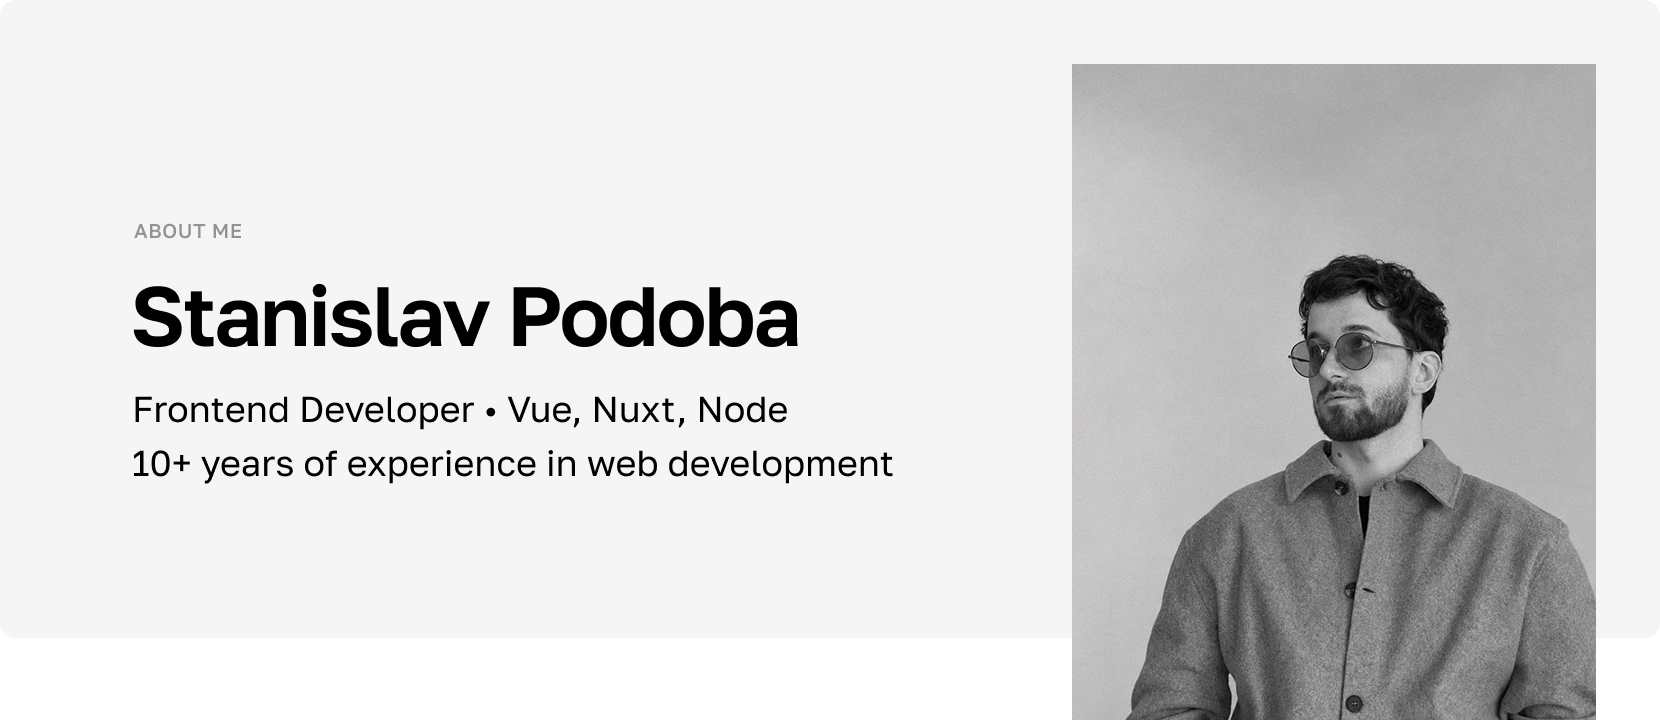 ABOUT ME
Stanislav Podoba
Frontend Developer • Vue, Nuxt, Node
10+ years of experience in web development